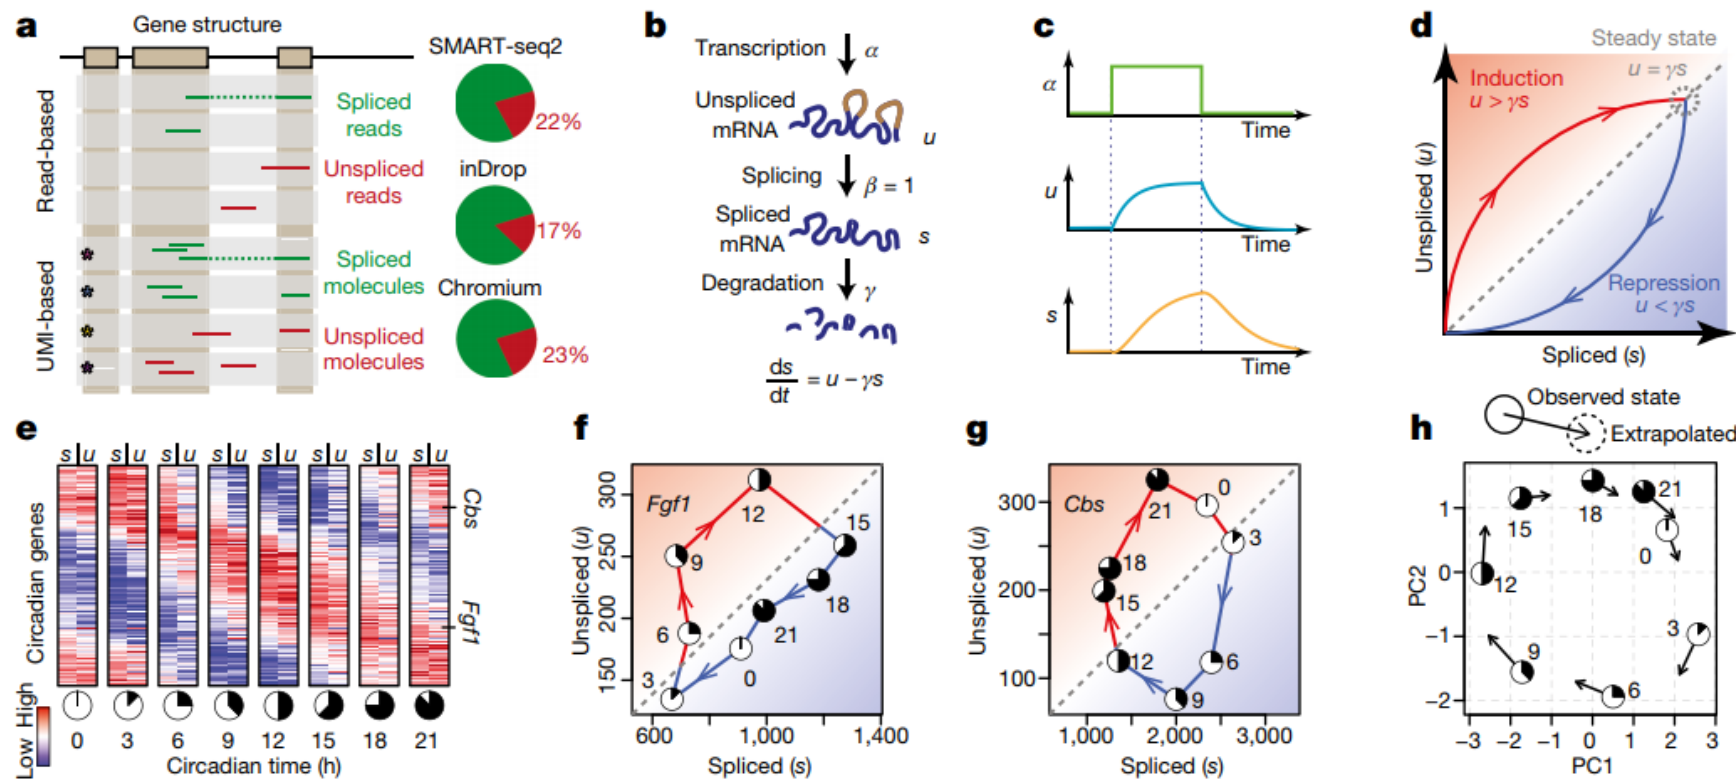 a
Gene structure
Read-based
UMI-based
Spliced
reads
Unspliced
reads
Spliced
molecules
Unspliced
molecules
SMART-seq2
22%
inDrop
17%
Chromium
23%
b
Transcription
α
Unspliced
mRNA
u
Splicing
β = 1
Spliced
mRNA
s
Degradation
γ
ds
dt
= u − γs
c
α
Time
u
Time
s
Time
d
Steady state
u = γs
Induction
u > γs
Repression
u < γs
Unspliced (u)
Spliced (s)
e
s u s u s u s u s u s u s u s u
Circadian genes
Cbs
Fgf1
High
Low
0 3 6 9 12 15 18 21
Circadian time (h)
f
Fgf1
Unspliced (u)
300
250
200
150
12
15
9
18
6
21
3
0
600 1,000 1,400
Spliced (s)
g
Cbs
Unspliced (u)
300
200
100
0
21
3
18
15
12
6
9
1,000 2,000 3,000
Spliced (s)
h
Observed state
Extrapolated
PC2
1
0
−1
−2
15
18
21
0
12
3
9
6
−3 −2 −1 0 1 2 3
PC1